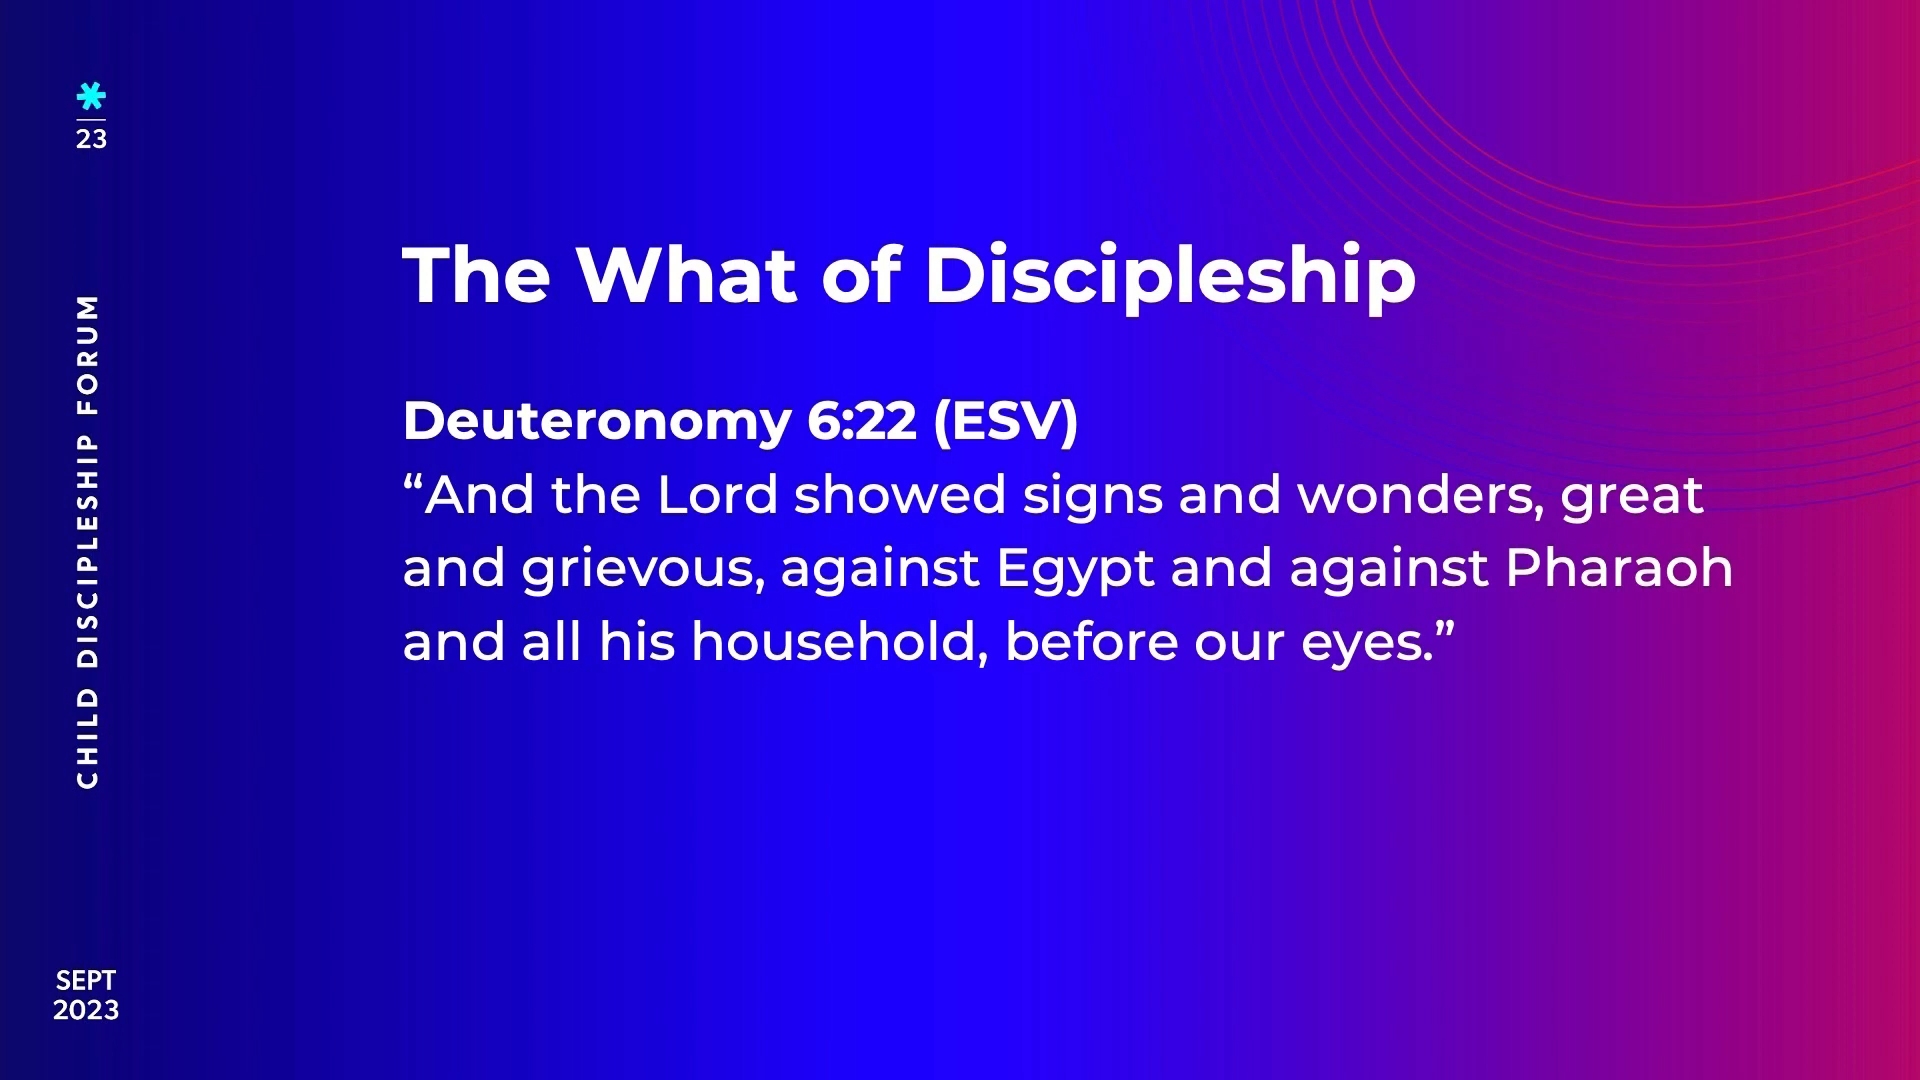 23
CHILD DISCIPLESHIP FORUM
SEPT
2023
The What of Discipleship
Deuteronomy 6:22 (ESV)
“And the Lord showed signs and wonders, great
and grievous, against Egypt and against Pharaoh
and all his household, before our eyes.”